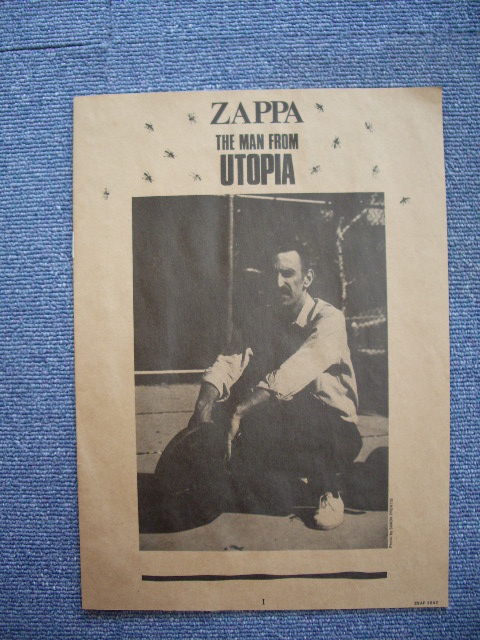 ZAPPA
THE MAN FROM
UTOPIA
1